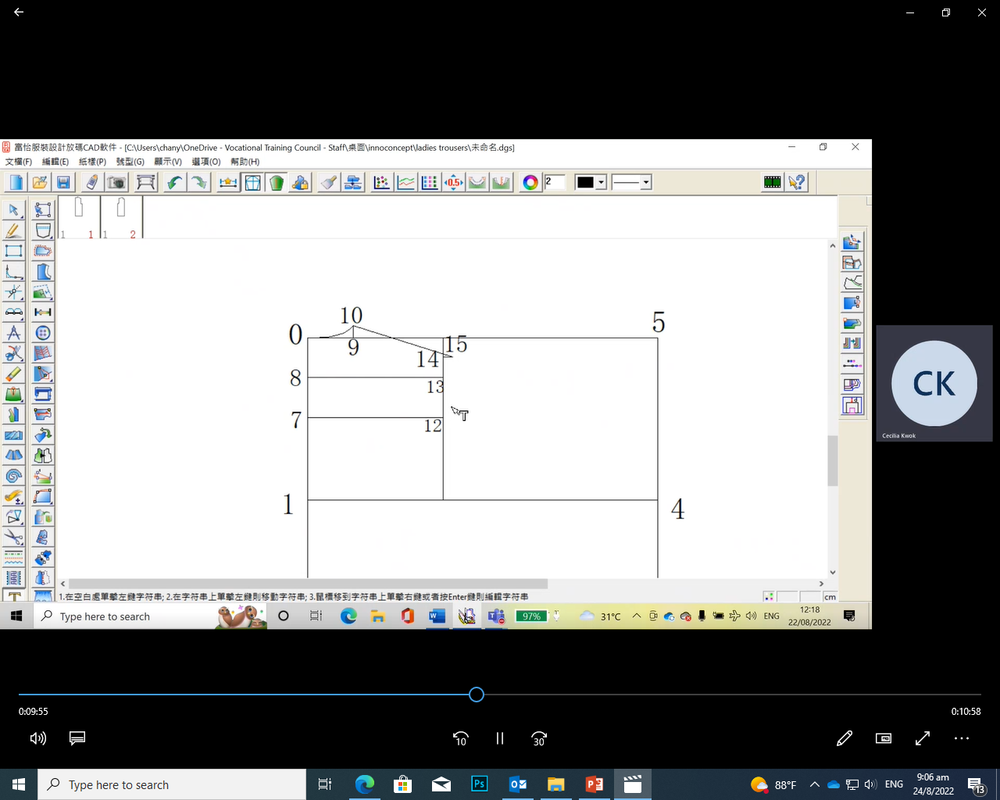 富怡服裝設計放碼CAD軟件 - [C:\Users\chany\OneDrive - Vocational Training Council - Staff\桌面\innoconcept\ladies trousers\未命名.dgs]
文檔(F) 編輯(E) 紙樣(P) 號型(G) 顯示(V) 選項(O) 幫助(H)
0.5 2
1 1 1 2
10 5
0 15
9 14
8 13
7 12
1 4
CK
Cecilia Kwok
1.在空白處單擊左鍵字符串; 2.在字符串上單擊左鍵則移動字符串; 3.鼠標移到字符串上單擊右鍵或者按Enter鍵則編輯字符串
cm
Type here to search
97% 31°C ENG
12:18
22/08/2022
0:09:55 0:10:58
10 30
Type here to search
Ps
88°F ENG
9:06 am
24/8/2022
13